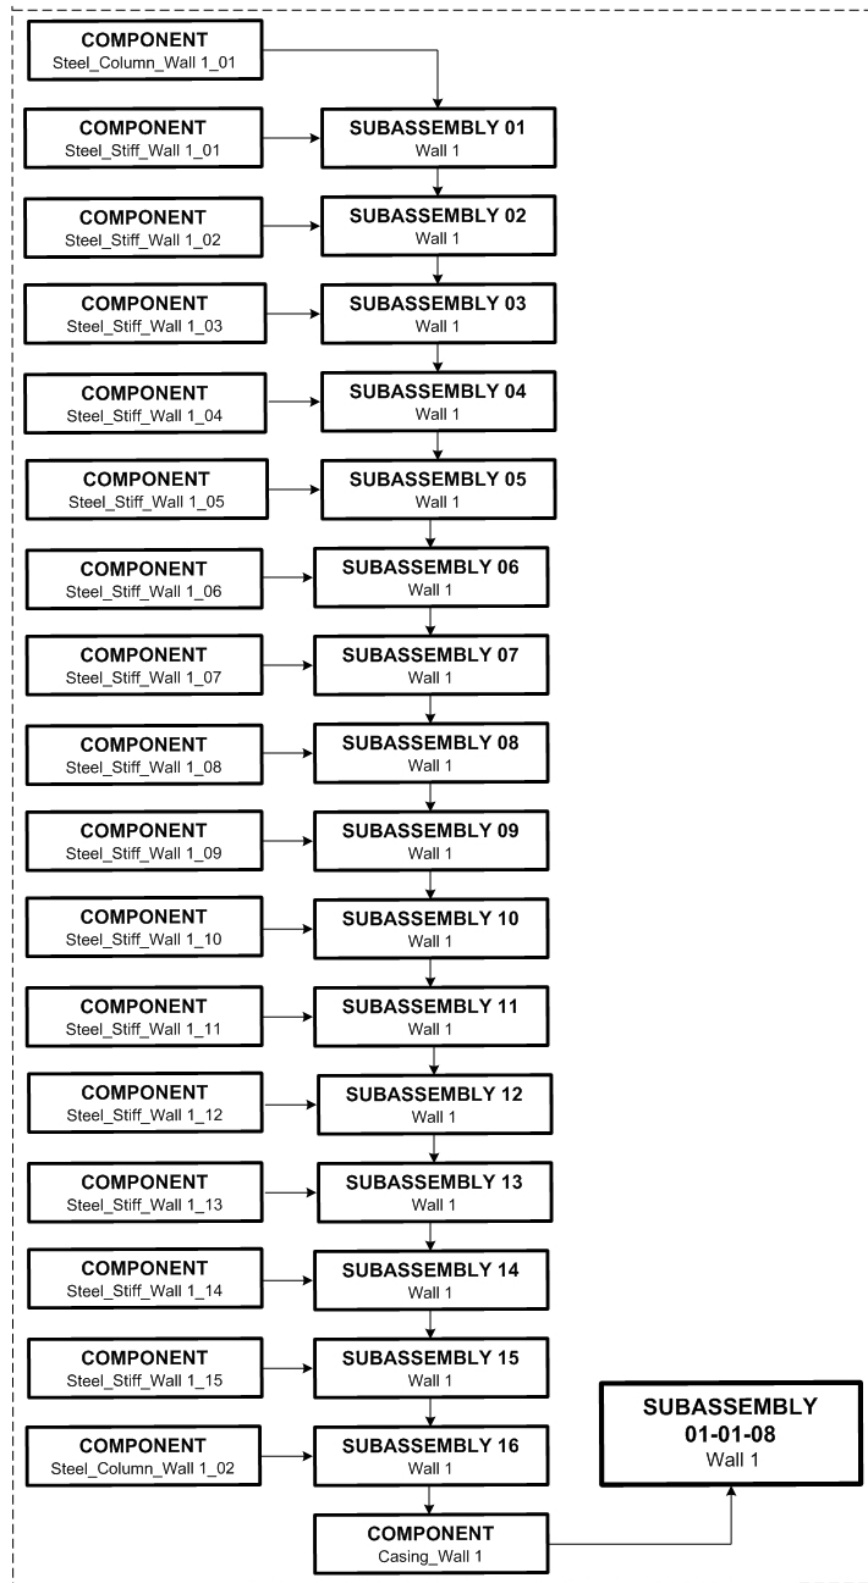 COMPONENT
Steel_Column_Wall 1_01
COMPONENT
Steel_Stiff_Wall 1_01
SUBASSEMBLY 01
Wall 1
COMPONENT
Steel_Stiff_Wall 1_02
SUBASSEMBLY 02
Wall 1
COMPONENT
Steel_Stiff_Wall 1_03
SUBASSEMBLY 03
Wall 1
COMPONENT
Steel_Stiff_Wall 1_04
SUBASSEMBLY 04
Wall 1
COMPONENT
Steel_Stiff_Wall 1_05
SUBASSEMBLY 05
Wall 1
COMPONENT
Steel_Stiff_Wall 1_06
SUBASSEMBLY 06
Wall 1
COMPONENT
Steel_Stiff_Wall 1_07
SUBASSEMBLY 07
Wall 1
COMPONENT
Steel_Stiff_Wall 1_08
SUBASSEMBLY 08
Wall 1
COMPONENT
Steel_Stiff_Wall 1_09
SUBASSEMBLY 09
Wall 1
COMPONENT
Steel_Stiff_Wall 1_10
SUBASSEMBLY 10
Wall 1
COMPONENT
Steel_Stiff_Wall 1_11
SUBASSEMBLY 11
Wall 1
COMPONENT
Steel_Stiff_Wall 1_12
SUBASSEMBLY 12
Wall 1
COMPONENT
Steel_Stiff_Wall 1_13
SUBASSEMBLY 13
Wall 1
COMPONENT
Steel_Stiff_Wall 1_14
SUBASSEMBLY 14
Wall 1
COMPONENT
Steel_Stiff_Wall 1_15
SUBASSEMBLY 15
Wall 1
COMPONENT
Steel_Column_Wall 1_02
SUBASSEMBLY 16
Wall 1
COMPONENT
Casing_Wall 1
SUBASSEMBLY
01-01-08
Wall 1